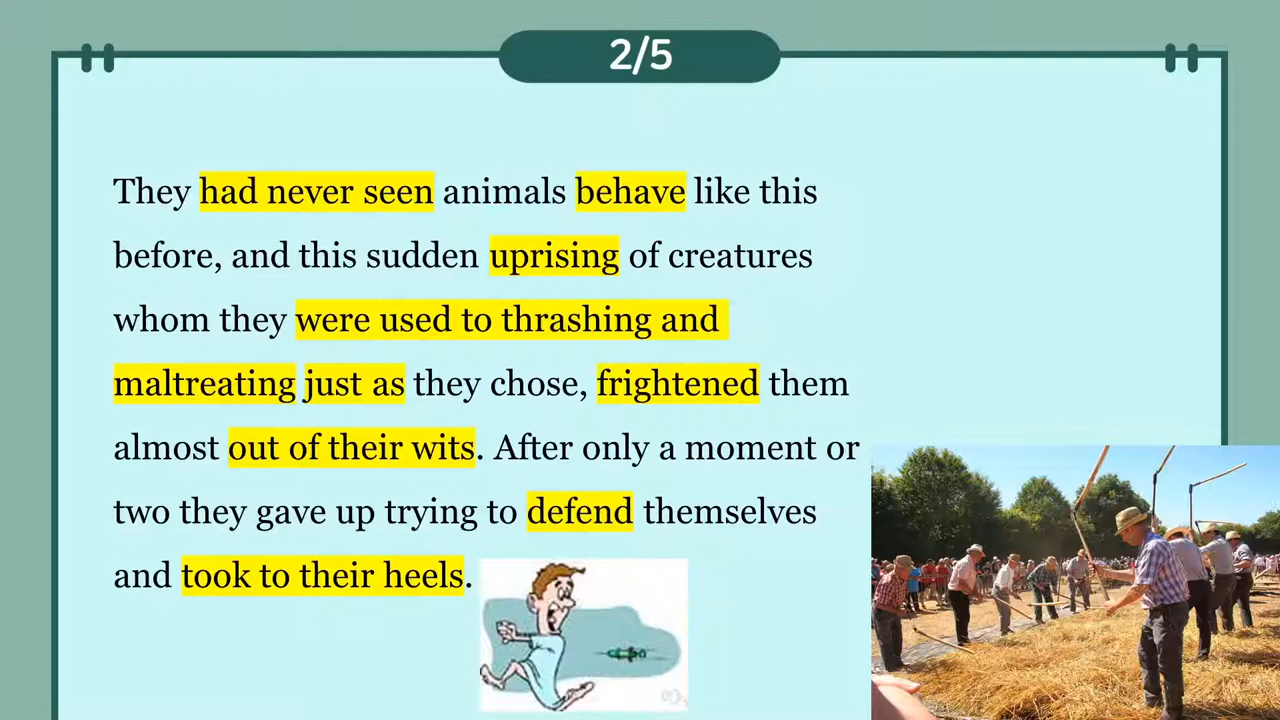 2/5
They had never seen animals behave like this
before, and this sudden uprising of creatures
whom they were used to thrashing and
maltreating just as they chose, frightened them
almost out of their wits. After only a moment or
two they gave up trying to defend themselves
and took to their heels.